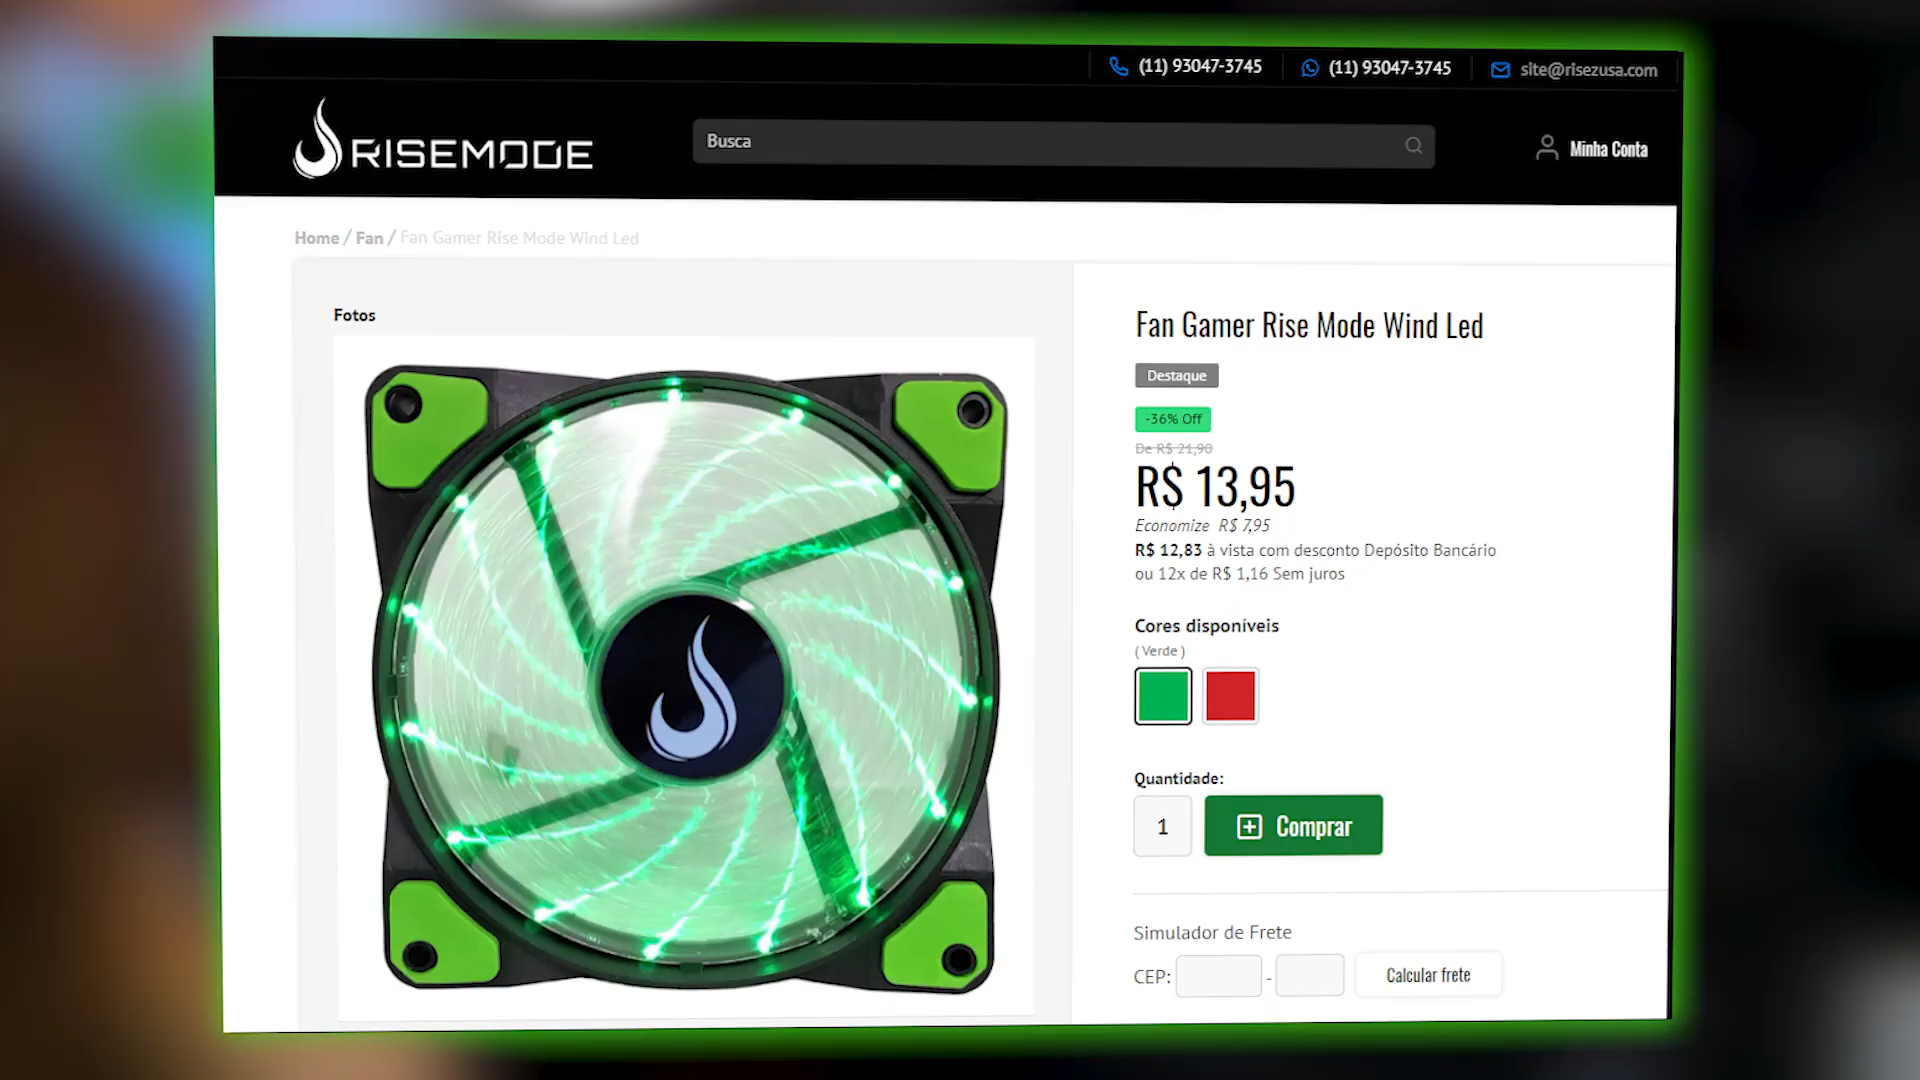 (11) 93047-3745
(11) 93047-3745
site@risezusa.com
RISEMODE
Busca
Minha Conta
Home / Fan / Fan Gamer Rise Mode Wind Led
Fotos
Fan Gamer Rise Mode Wind Led
Destaque
-36% Off
De R$ 21,90
R$ 13,95
Economize R$ 7,95
R$ 12,83 à vista com desconto Depósito Bancário
ou 12x de R$ 1,16 Sem juros
Cores disponíveis
( Verde )
Quantidade:
1
Comprar
Simulador de Frete
CEP: -
Calcular frete